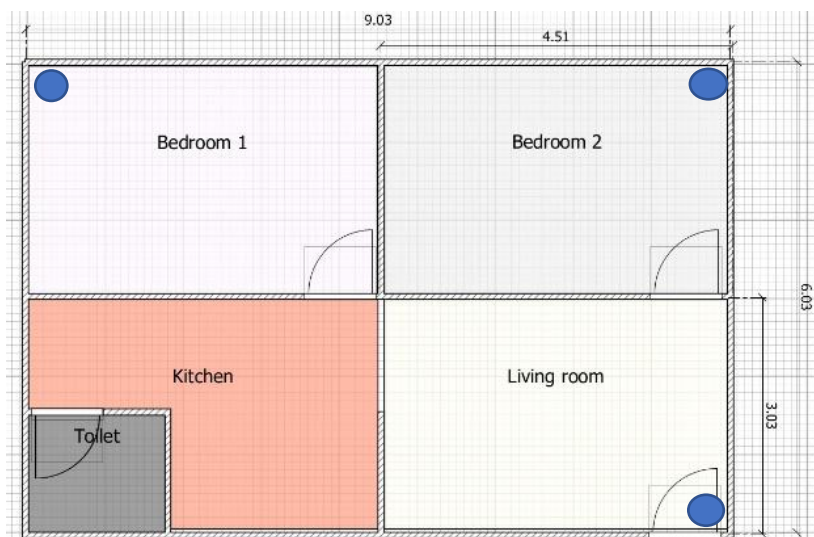 9.03
4.51
Bedroom 1
Bedroom 2
6.03
Kitchen
Living room
3.03
Toilet